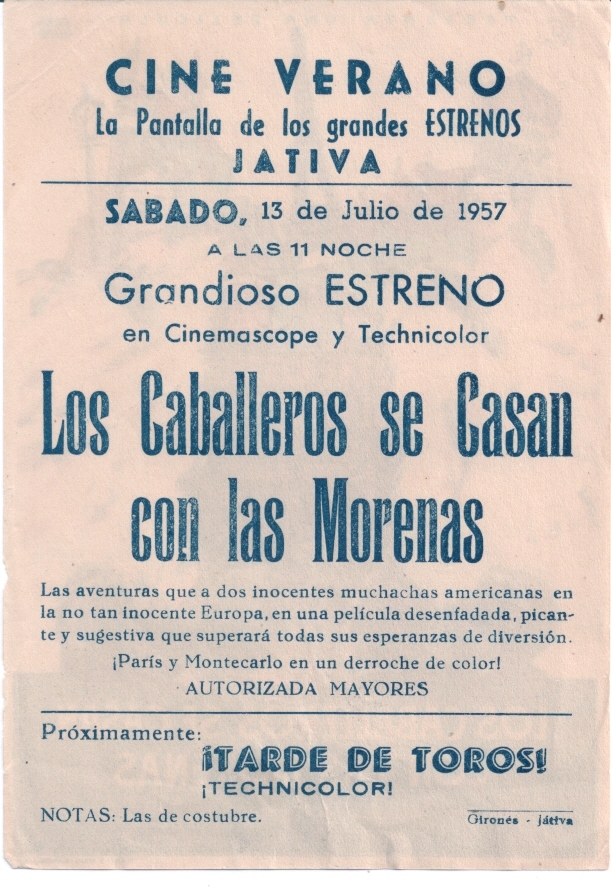 CINE VERANO
La Pantalla de los grandes ESTRENOS
JATIVA
SABADO, 13 de Julio de 1957
A LAS 11 NOCHE
Grandioso ESTRENO
en Cinemascope y Technicolor
Los Caballeros se Casan
con las Morenas
Las aventuras que a dos inocentes muchachas americanas en
la no tan inocente Europa, en una película desenfadada, pican-
te y sugestiva que superará todas sus esperanzas de diversión.
¡París y Montecarlo en un derroche de color!
AUTORIZADA MAYORES
Próximamente:
¡TARDE DE TOROS!
¡TECHNICOLOR!
NOTAS: Las de costubre.
Gironés - játiva